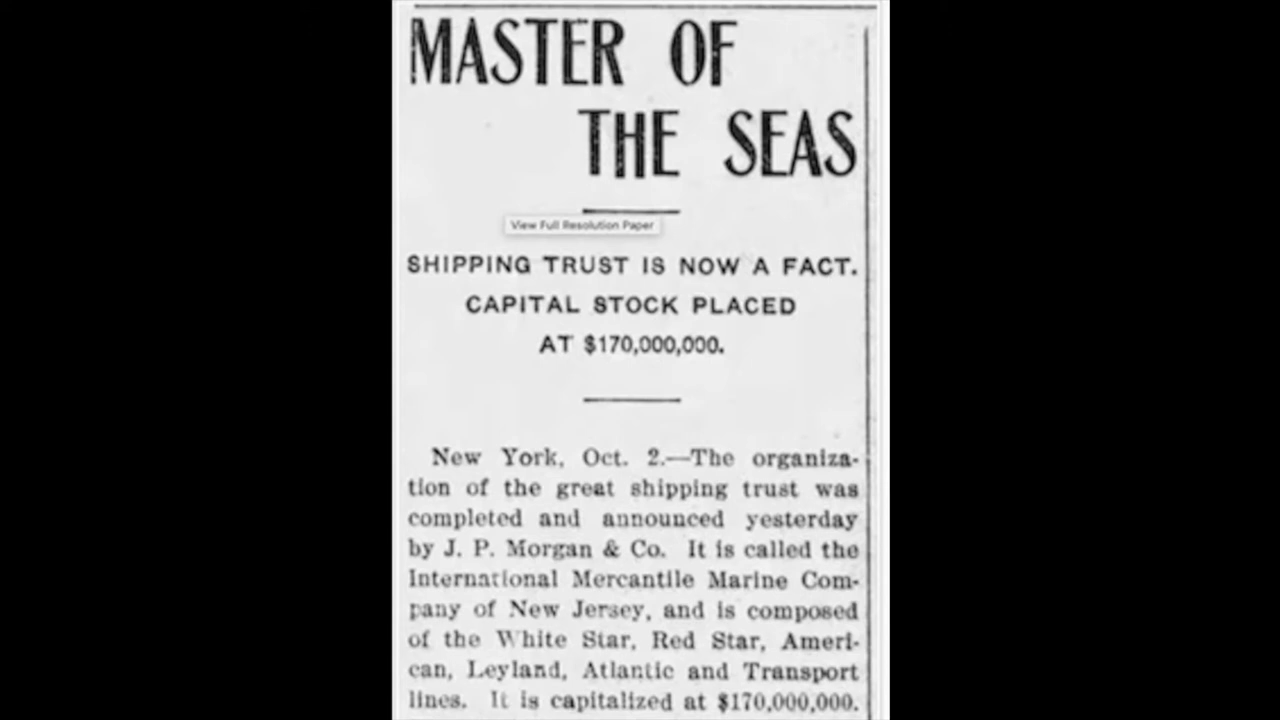 MASTER OF
THE SEAS
View Full Resolution Paper
SHIPPING TRUST IS NOW A FACT.
CAPITAL STOCK PLACED
AT $170,000,000.
New York, Oct. 2.—The organiza-
tion of the great shipping trust was
completed and announced yesterday
by J. P. Morgan & Co. It is called the
International Mercantile Marine Com-
pany of New Jersey, and is composed
of the White Star, Red Star, Ameri-
can, Leyland, Atlantic and Transport
lines. It is capitalized at $170,000,000.